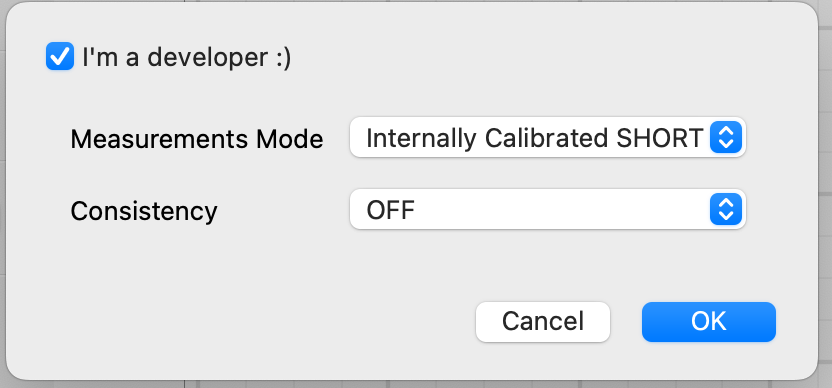 I'm a developer :)
Measurements Mode Internally Calibrated SHORT
Consistency OFF
Cancel OK